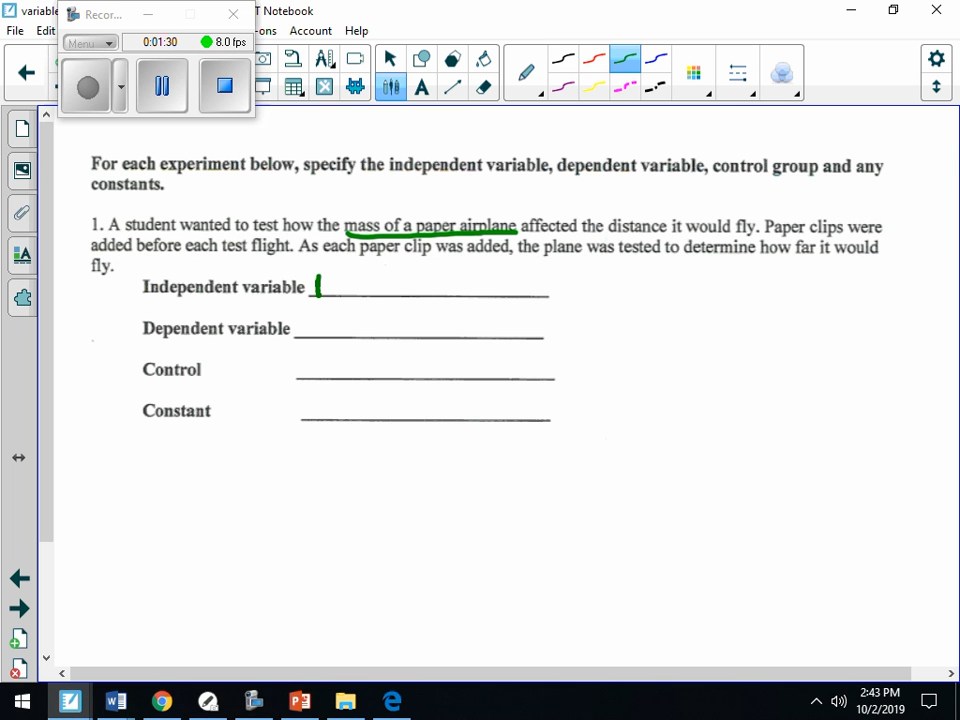 variable
Recor...
T Notebook
File
Edit
-ons
Account
Help
Menu
0:01:30
8.0 fps
A
A
For each experiment below, specify the independent variable, dependent variable, control group and any
constants.
1. A student wanted to test how the mass of a paper airplane affected the distance it would fly. Paper clips were
added before each test flight. As each paper clip was added, the plane was tested to determine how far it would
fly.
Independent variable
Dependent variable
Control
Constant
2:43 PM
10/2/2019